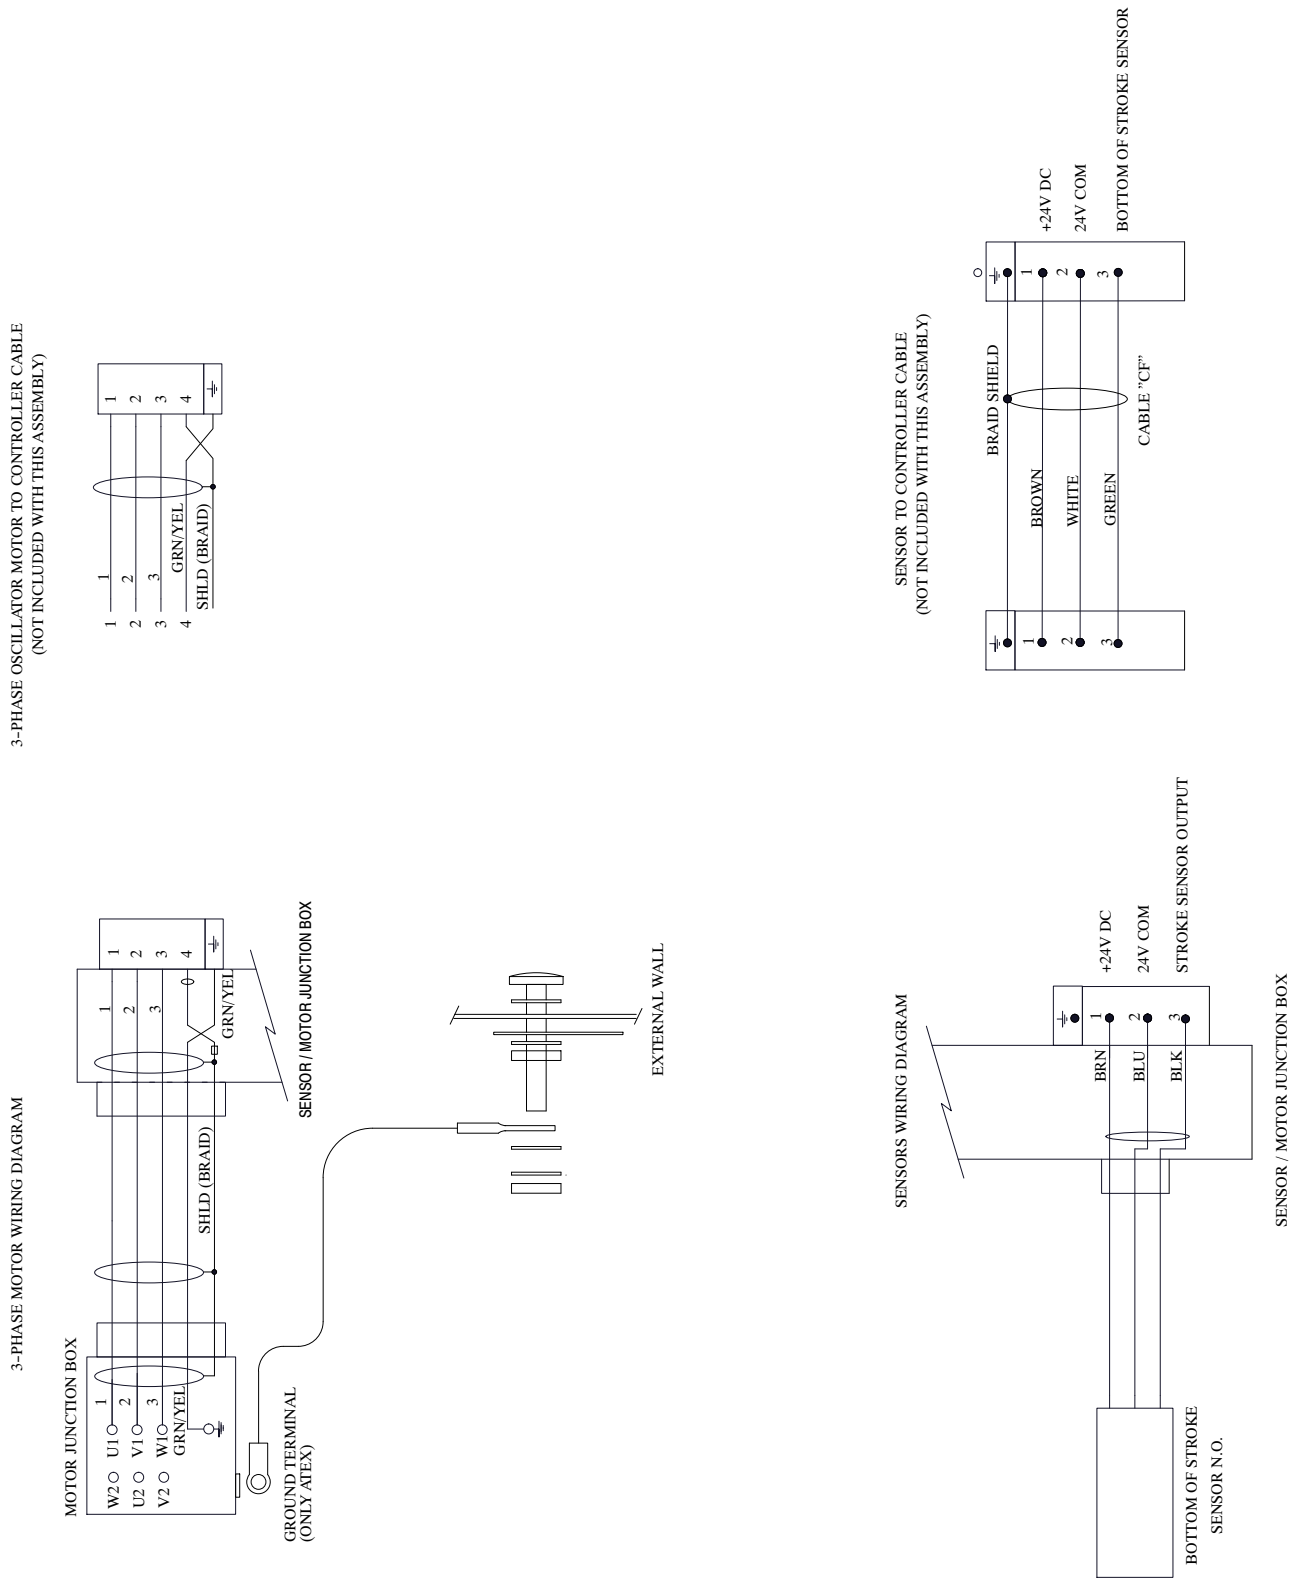 3-PHASE MOTOR WIRING DIAGRAM
MOTOR JUNCTION BOX
W2 U1 1
U2 V1 2
V2 W1 3
GRN/YEL
SHLD (BRAID)
1 1
2 2
3 3
4
GRN/YEL
SENSOR / MOTOR JUNCTION BOX
GROUND TERMINAL
(ONLY ATEX)
EXTERNAL WALL
3-PHASE OSCILLATOR MOTOR TO CONTROLLER CABLE
(NOT INCLUDED WITH THIS ASSEMBLY)
1 1 1
2 2 2
3 3 3
4 GRN/YEL 4
SHLD (BRAID)
SENSORS WIRING DIAGRAM
BRN 1 +24V DC
BLU 2 24V COM
BLK 3 STROKE SENSOR OUTPUT
BOTTOM OF STROKE
SENSOR N.O.
SENSOR / MOTOR JUNCTION BOX
SENSOR TO CONTROLLER CABLE
(NOT INCLUDED WITH THIS ASSEMBLY)
BRAID SHIELD
1 BROWN 1 +24V DC
2 WHITE 2 24V COM
3 GREEN 3 BOTTOM OF STROKE SENSOR
CABLE "CF"